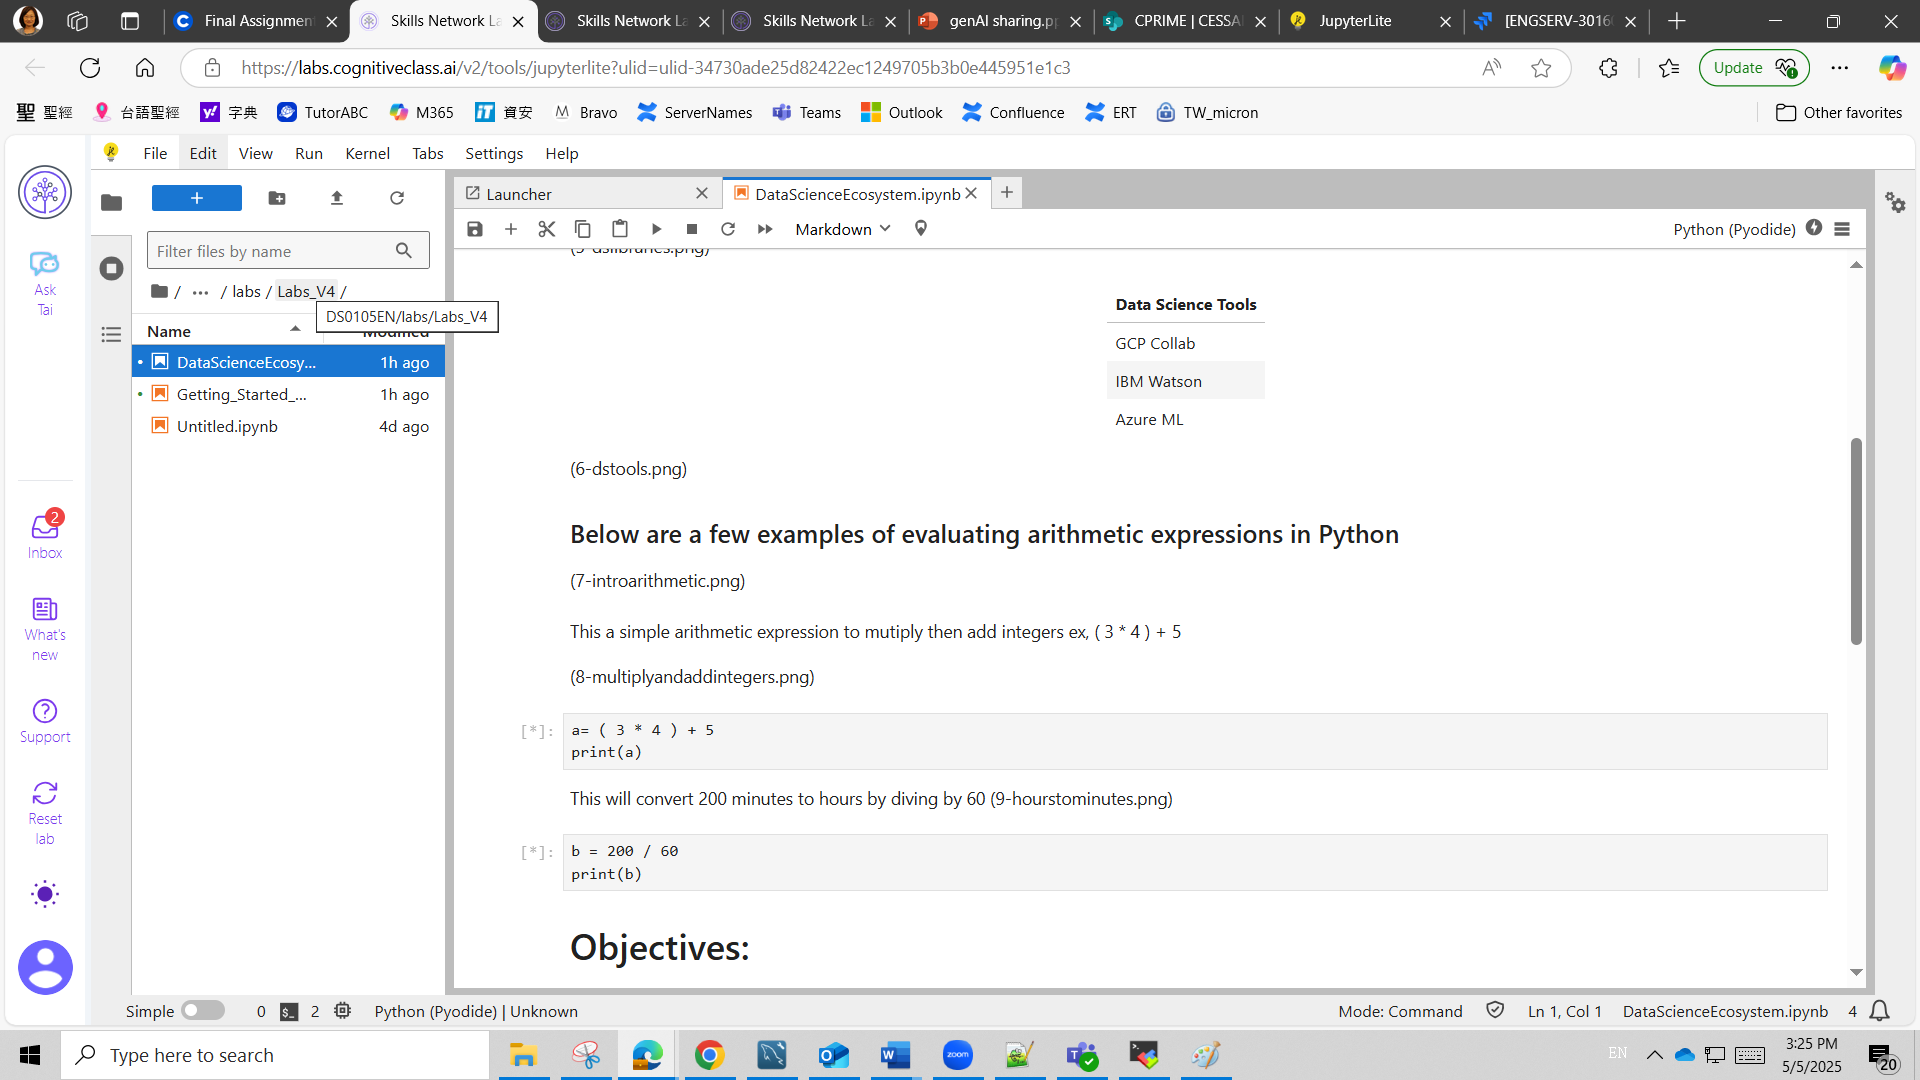 Final Assignment
Skills Network La
Skills Network La
Skills Network La
genAI sharing.pp
CPRIME | CESSA
JupyterLite
[ENGSERV-3016
https://labs.cognitiveclass.ai/v2/tools/jupyterlite?ulid=ulid-34730ade25d82422ec1249705b3b0e445951e1c3
Update
聖 聖經
台語聖經
字典
TutorABC
M365
iT 資安
M Bravo
ServerNames
Teams
Outlook
Confluence
ERT
TW_micron
Other favorites
File Edit View Run Kernel Tabs Settings Help
Ask
Tai
2
Inbox
What's
new
Support
Reset
lab
Filter files by name
/ ··· / labs / Labs_V4 /
DS0105EN/labs/Labs_V4
Name
Modified
DataScienceEcosy... 1h ago
Getting_Started_... 1h ago
Untitled.ipynb 4d ago
Launcher
DataScienceEcosystem.ipynb
Markdown
Python (Pyodide)
(5-dslibraries.png)
Data Science Tools
GCP Collab
IBM Watson
Azure ML
(6-dstools.png)
Below are a few examples of evaluating arithmetic expressions in Python
(7-introarithmetic.png)
This a simple arithmetic expression to mutiply then add integers ex, ( 3 * 4 ) + 5
(8-multiplyandaddintegers.png)
[*]: a= ( 3 * 4 ) + 5
print(a)
This will convert 200 minutes to hours by diving by 60 (9-hourstominutes.png)
[*]: b = 200 / 60
print(b)
Objectives:
Simple 0 2 Python (Pyodide) | Unknown
Mode: Command Ln 1, Col 1 DataScienceEcosystem.ipynb 4
Type here to search
zoom
EN
3:25 PM
5/5/2025
20